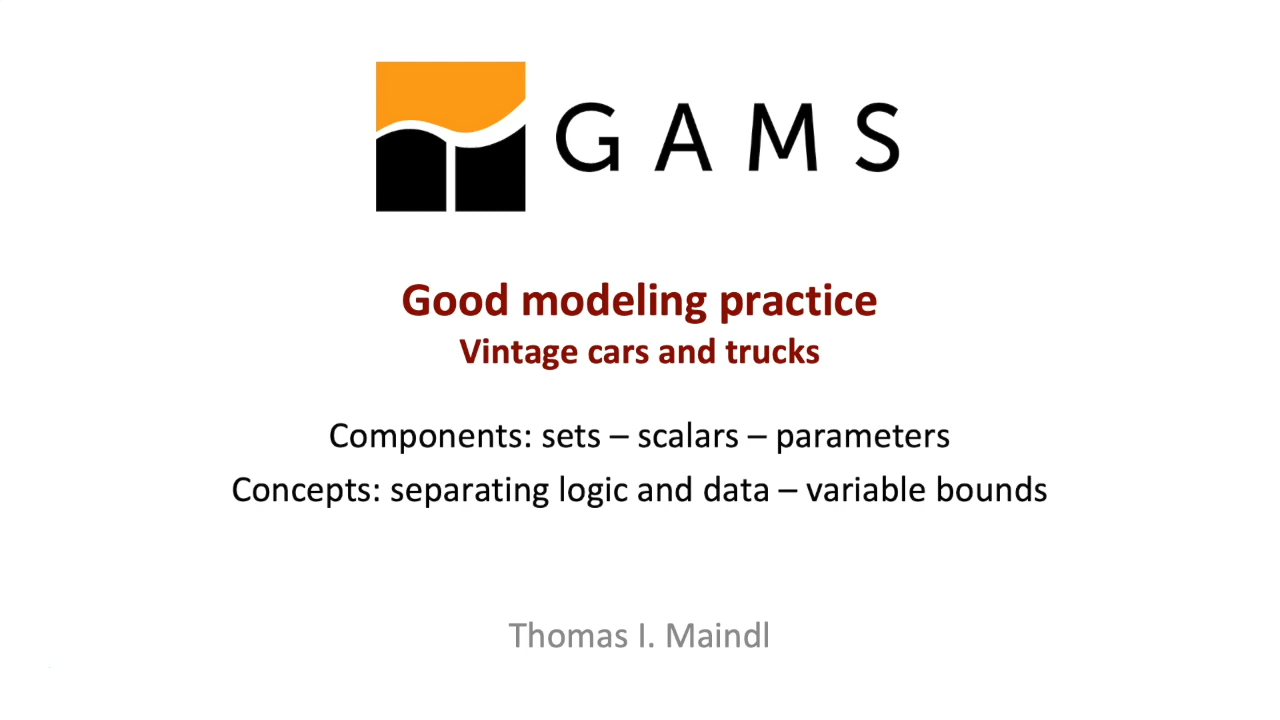 GAMS
Good modeling practice
Vintage cars and trucks
Components: sets – scalars – parameters
Concepts: separating logic and data – variable bounds
Thomas I. Maindl